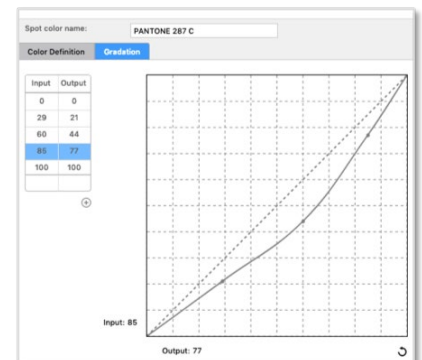 Spot color name: PANTONE 287 C
Color Definition Gradation
Input Output
0 0
29 21
60 44
85 77
100 100
Input: 85
Output: 77